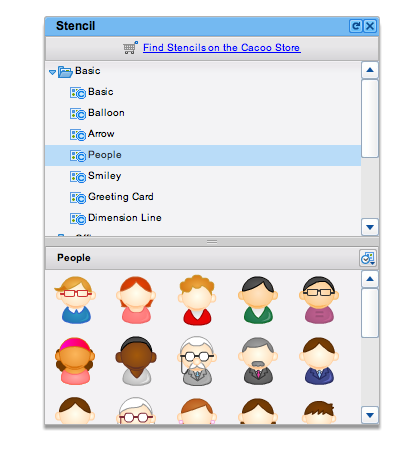 Stencil
Find Stencils on the Cacoo Store
Basic
Basic
Balloon
Arrow
People
Smiley
Greeting Card
Dimension Line
People